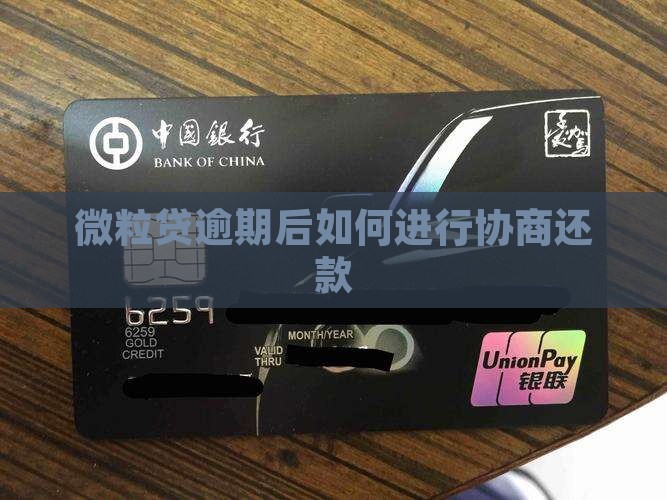 中国銀行
BANK OF CHINA
微粒贷逾期后如何进行协商还
款
6259
6259
GOLD
CREDIT
MONTH/YEAR
VALID
THRU
UnionPay
银联